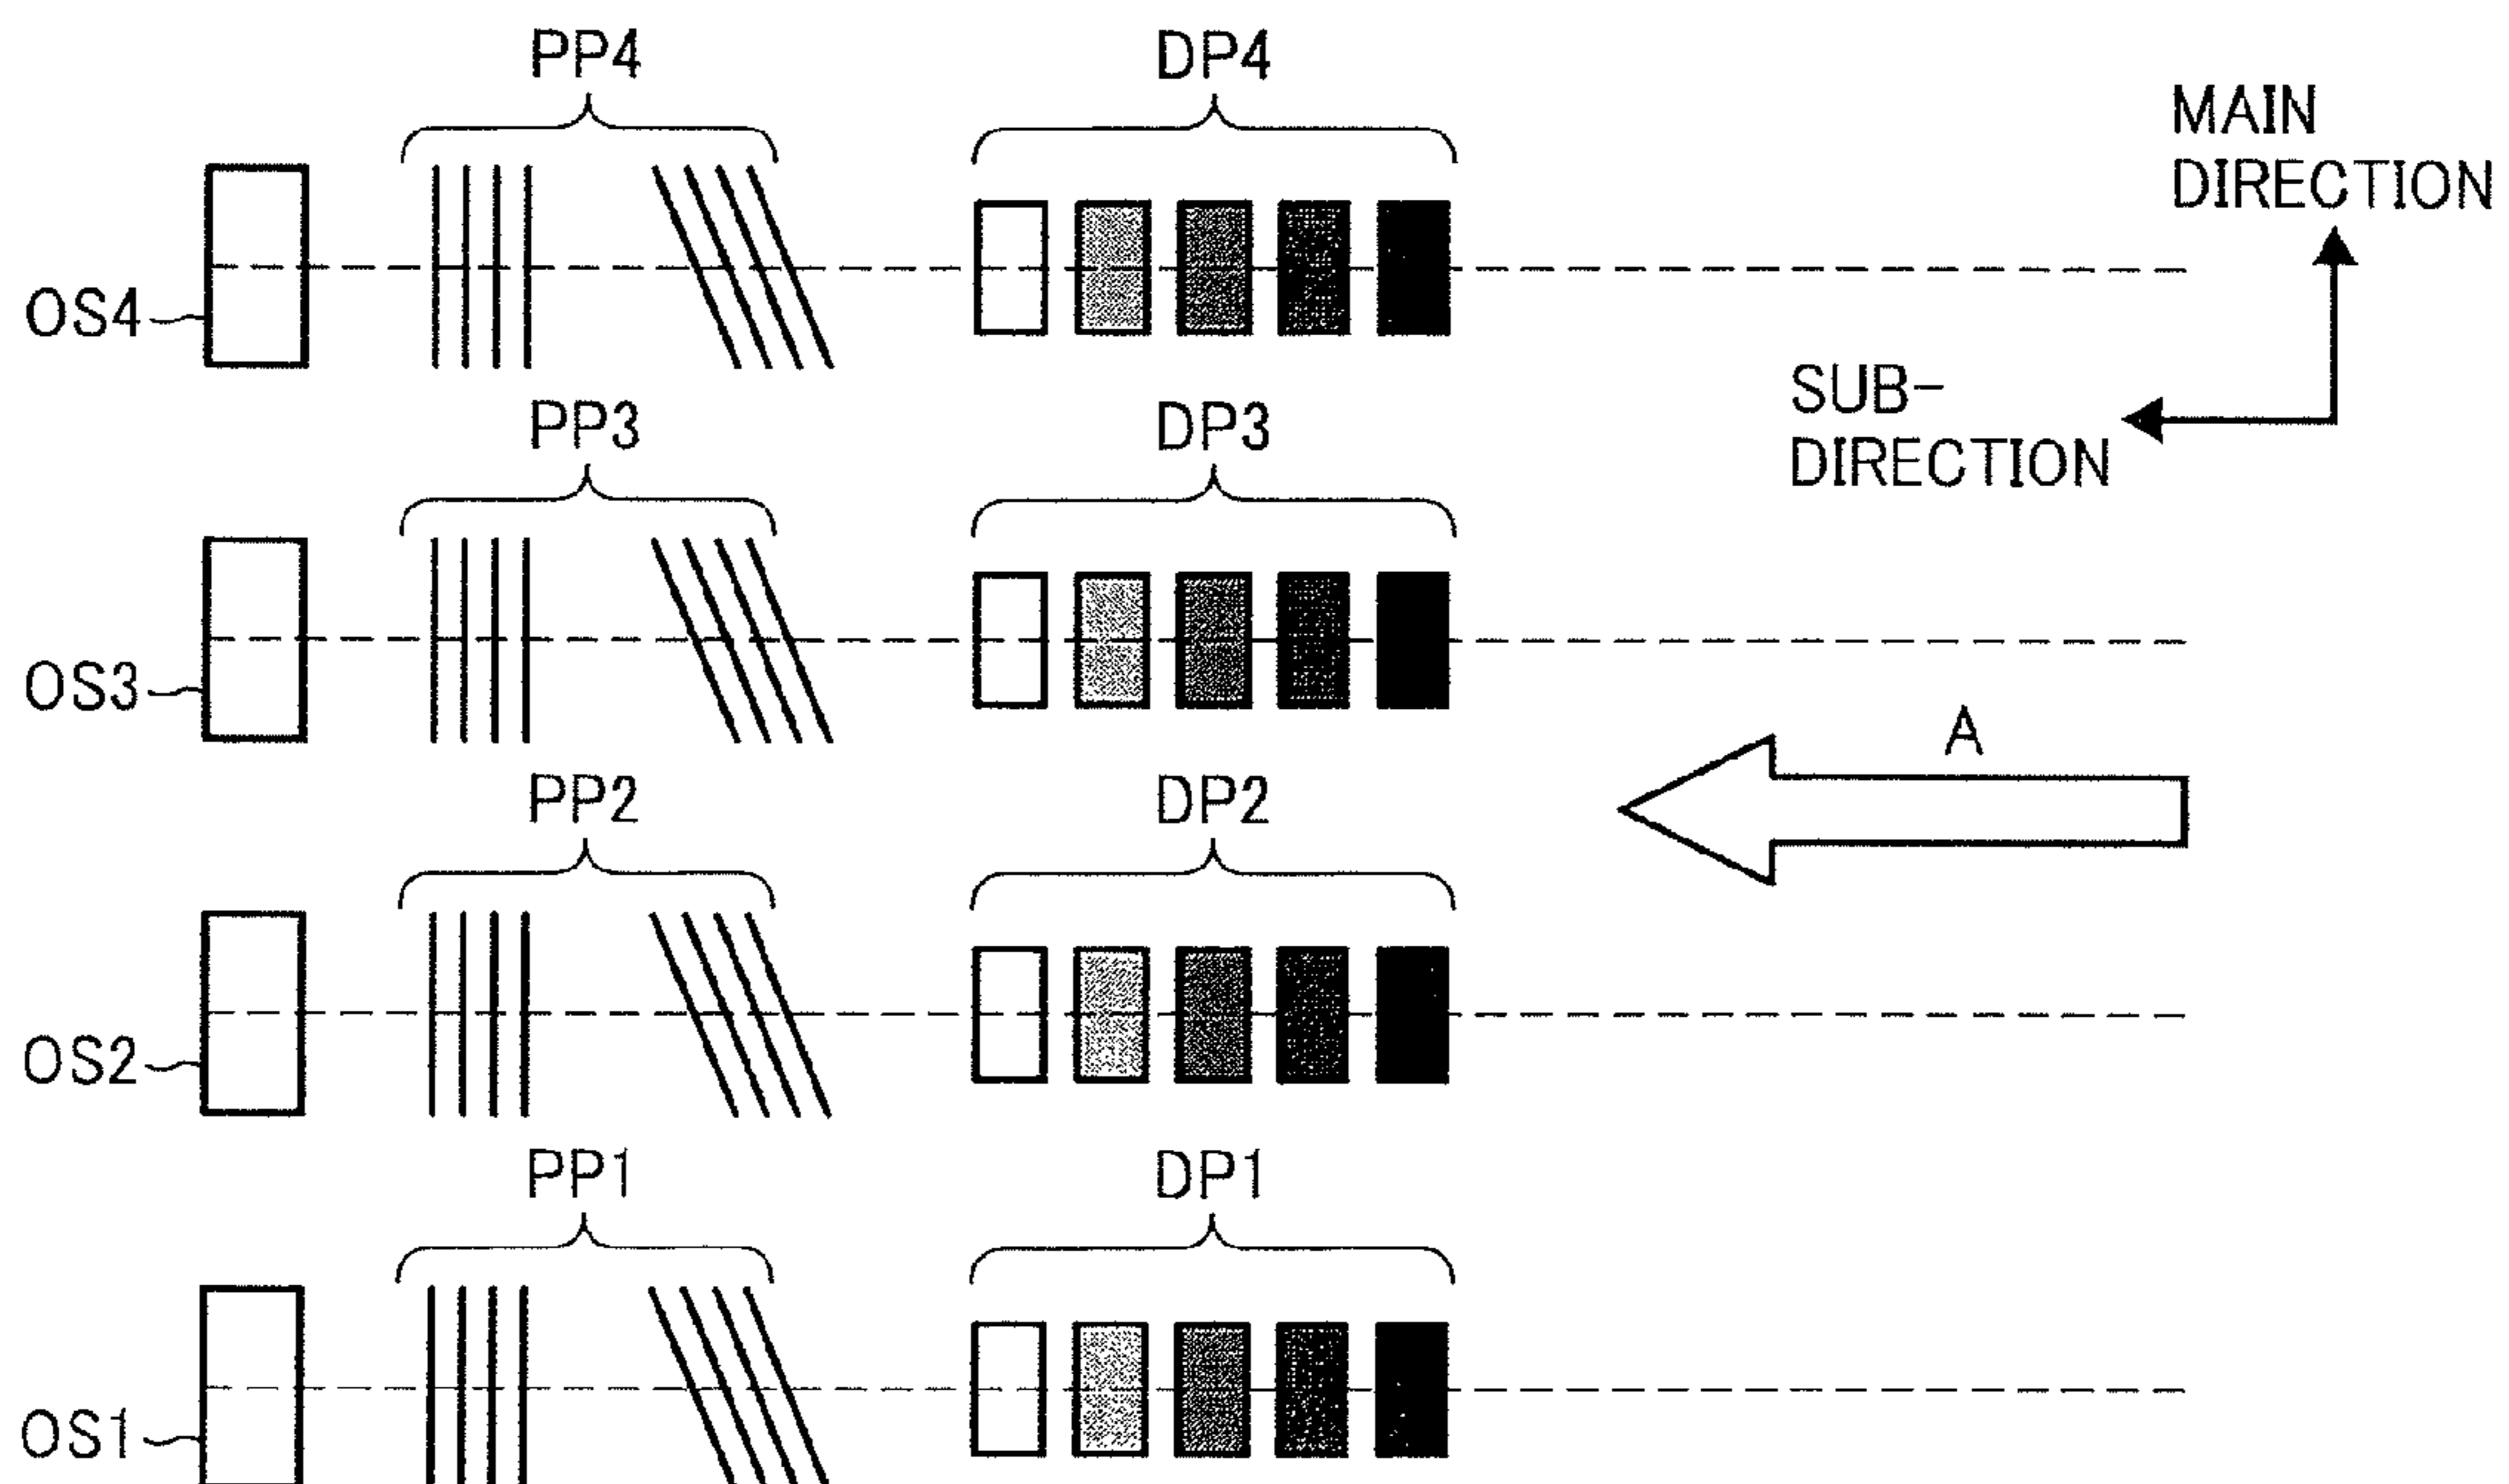 PP4
DP4
MAIN
DIRECTION
OS4
SUB-
DIRECTION
PP3
DP3
OS3
A
PP2
DP2
OS2
PP1
DP1
OS1